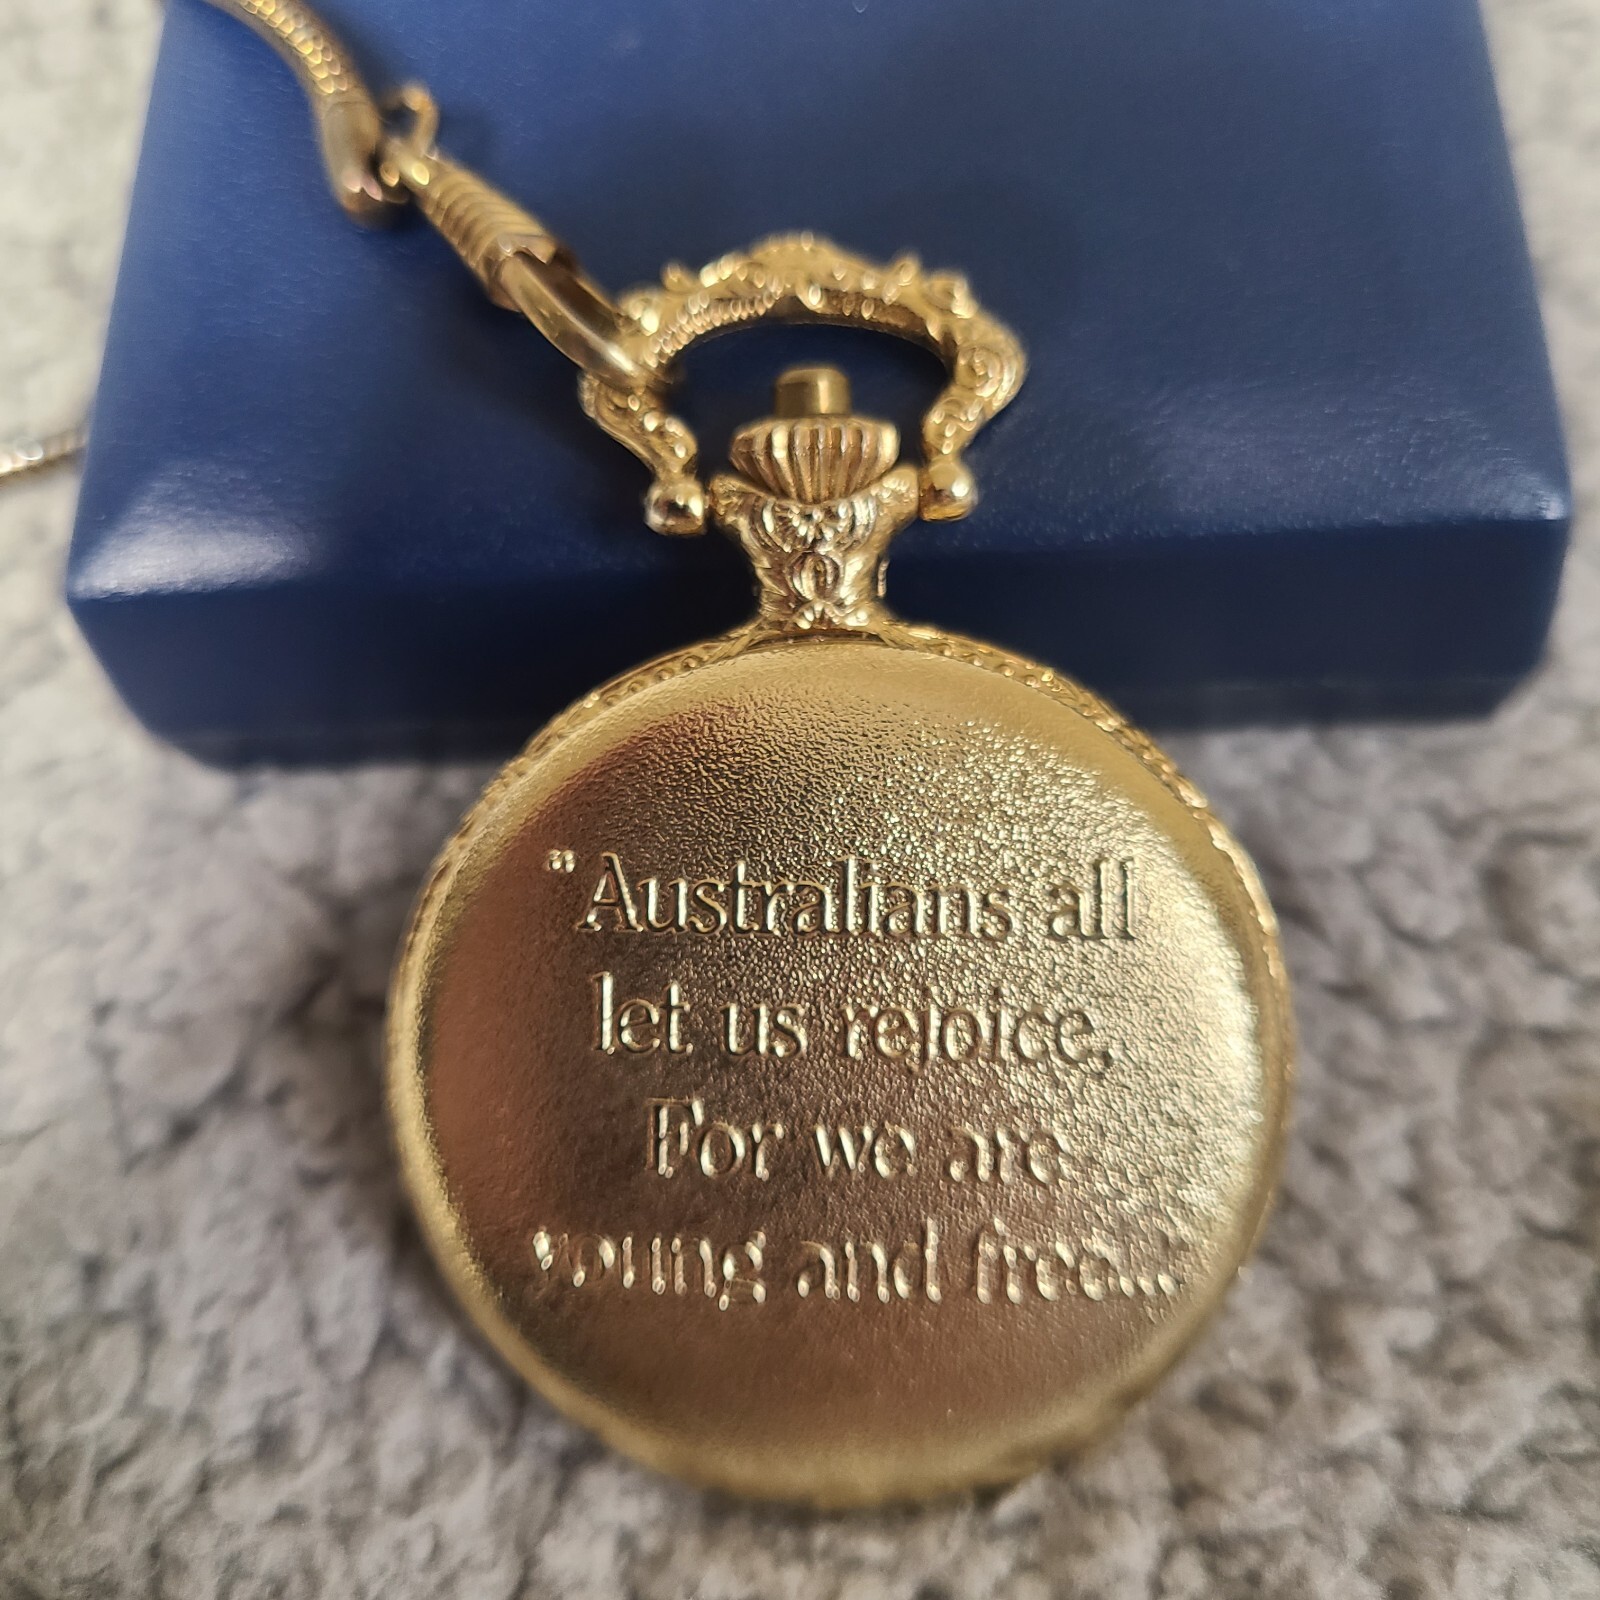 “Australians all
let us rejoice,
For we are
young and free...”